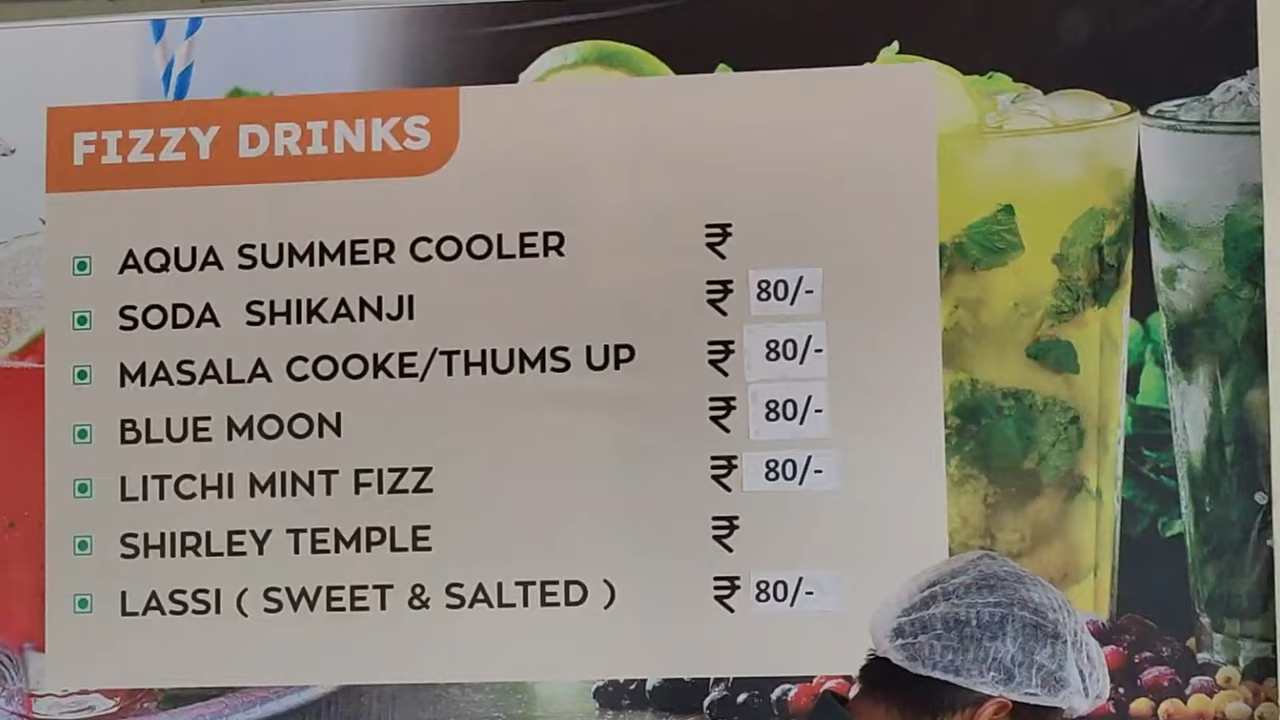 FIZZY DRINKS
AQUA SUMMER COOLER ₹
SODA SHIKANJI ₹ 80/-
MASALA COOKE/THUMS UP ₹ 80/-
BLUE MOON ₹ 80/-
LITCHI MINT FIZZ ₹ 80/-
SHIRLEY TEMPLE ₹
LASSI ( SWEET & SALTED ) ₹ 80/-